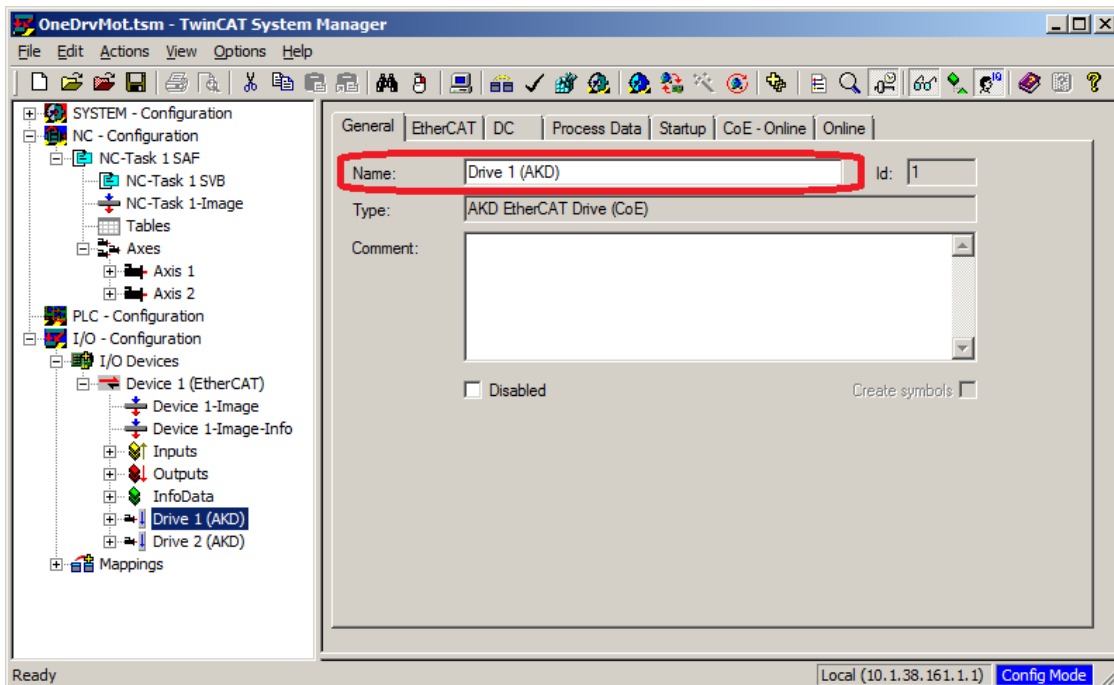 OneDrvMot.tsm - TwinCAT System Manager
File Edit Actions View Options Help
SYSTEM - Configuration
NC - Configuration
NC-Task 1 SAF
NC-Task 1 SVB
NC-Task 1-Image
Tables
Axes
Axis 1
Axis 2
PLC - Configuration
I/O - Configuration
I/O Devices
Device 1 (EtherCAT)
Device 1-Image
Device 1-Image-Info
Inputs
Outputs
InfoData
Drive 1 (AKD)
Drive 2 (AKD)
Mappings
General EtherCAT DC Process Data Startup CoE - Online Online
Name: Drive 1 (AKD) Id: 1
Type: AKD EtherCAT Drive (CoE)
Comment:
Disabled Create symbols
Ready Local (10.1.38.161.1.1) Config Mode